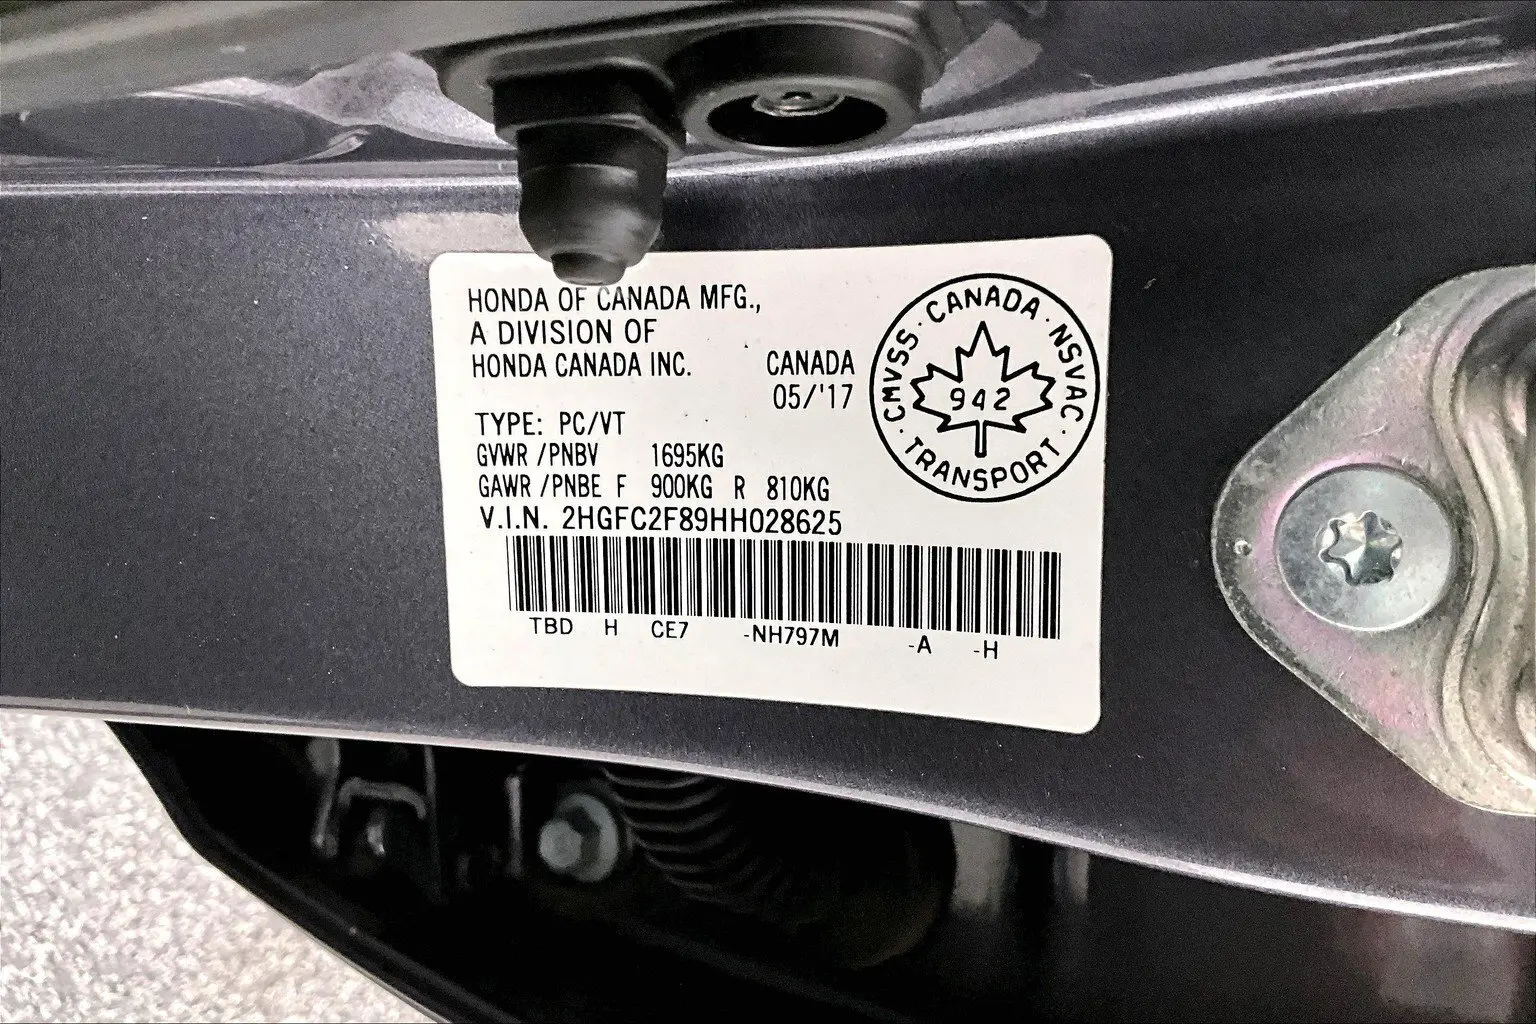 HONDA OF CANADA MFG.,
A DIVISION OF
HONDA CANADA INC.
CANADA
05/'17
TYPE: PC/VT
GVWR /PNBV 1695KG
GAWR /PNBE F 900KG R 810KG
V.I.N. 2HGFC2F89HH028625
TBD H CE7 -NH797M -A -H
CMVSS · CANADA · NSVAC · TRANSPORT ·
942